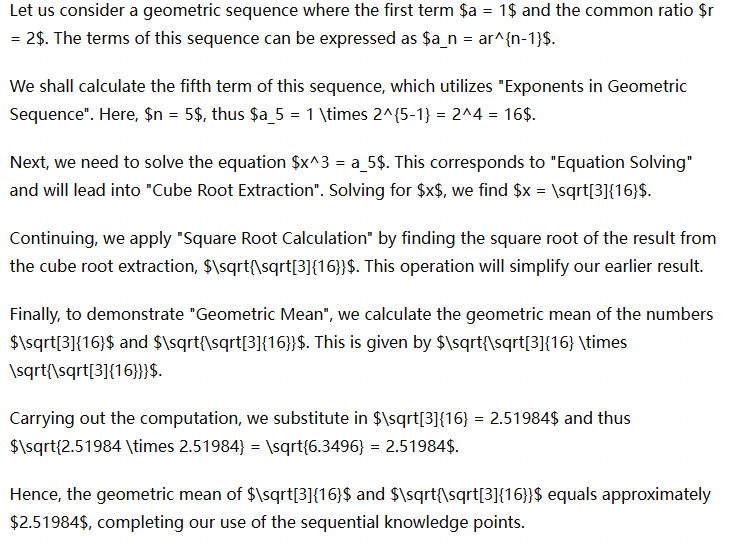 Let us consider a geometric sequence where the first term $a = 1$ and the common ratio $r
= 2$. The terms of this sequence can be expressed as $a_n = ar^{n-1}$.
We shall calculate the fifth term of this sequence, which utilizes "Exponents in Geometric
Sequence". Here, $n = 5$, thus $a_5 = 1 \times 2^{5-1} = 2^4 = 16$.
Next, we need to solve the equation $x^3 = a_5$. This corresponds to "Equation Solving"
and will lead into "Cube Root Extraction". Solving for $x$, we find $x = \sqrt[3]{16}$.
Continuing, we apply "Square Root Calculation" by finding the square root of the result from
the cube root extraction, $\sqrt{\sqrt[3]{16}}$. This operation will simplify our earlier result.
Finally, to demonstrate "Geometric Mean", we calculate the geometric mean of the numbers
$\sqrt[3]{16}$ and $\sqrt{\sqrt[3]{16}}$. This is given by $\sqrt{\sqrt[3]{16} \times
\sqrt{\sqrt[3]{16}}}$.
Carrying out the computation, we substitute in $\sqrt[3]{16} = 2.51984$ and thus
$\sqrt{2.51984 \times 2.51984} = \sqrt{6.3496} = 2.51984$.
Hence, the geometric mean of $\sqrt[3]{16}$ and $\sqrt{\sqrt[3]{16}}$ equals approximately
$2.51984$, completing our use of the sequential knowledge points.